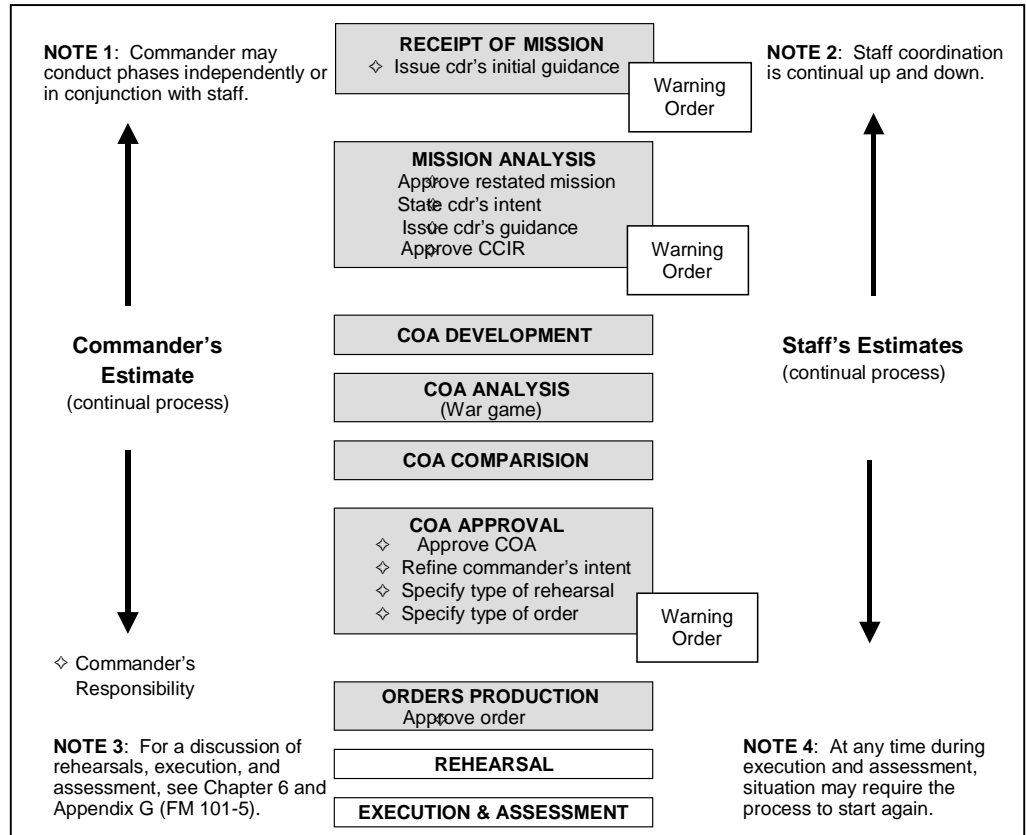 NOTE 1: Commander may
conduct phases independently or
in conjunction with staff.
RECEIPT OF MISSION
✧ Issue cdr's initial guidance
Warning
Order
NOTE 2: Staff coordination
is continual up and down.
MISSION ANALYSIS
✧ Approve restated mission
✧ State cdr's intent
✧ Issue cdr's guidance
✧ Approve CCIR
Warning
Order
Commander's
Estimate
(continual process)
COA DEVELOPMENT
COA ANALYSIS
(War game)
COA COMPARISION
Staff's Estimates
(continual process)
COA APPROVAL
✧ Approve COA
✧ Refine commander's intent
✧ Specify type of rehearsal
✧ Specify type of order
Warning
Order
✧ Commander's
Responsibility
ORDERS PRODUCTION
✧ Approve order
NOTE 3: For a discussion of
rehearsals, execution, and
assessment, see Chapter 6 and
Appendix G (FM 101-5).
REHEARSAL
EXECUTION & ASSESSMENT
NOTE 4: At any time during
execution and assessment,
situation may require the
process to start again.